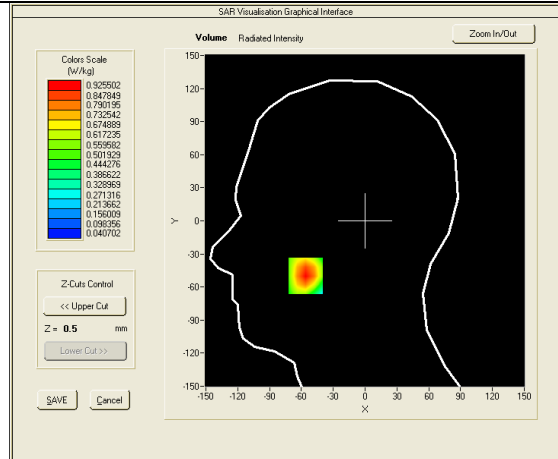 SAR Visualisation Graphical Interface
Volume Radiated Intensity
Zoom In/Out
Colors Scale
(W/kg)
0.925502
0.847849
0.790195
0.732542
0.674889
0.617235
0.559582
0.501929
0.444276
0.386622
0.328969
0.271316
0.213662
0.156009
0.098356
0.040702
Z-Cuts Control
<< Upper Cut
Z = 0.5 mm
Lower Cut >>
SAVE Cancel
150
120
90
60
30
0
-30
-60
-90
-120
-150
Y
-150 -120 -90 -60 -30 0 30 60 90 120 150
X